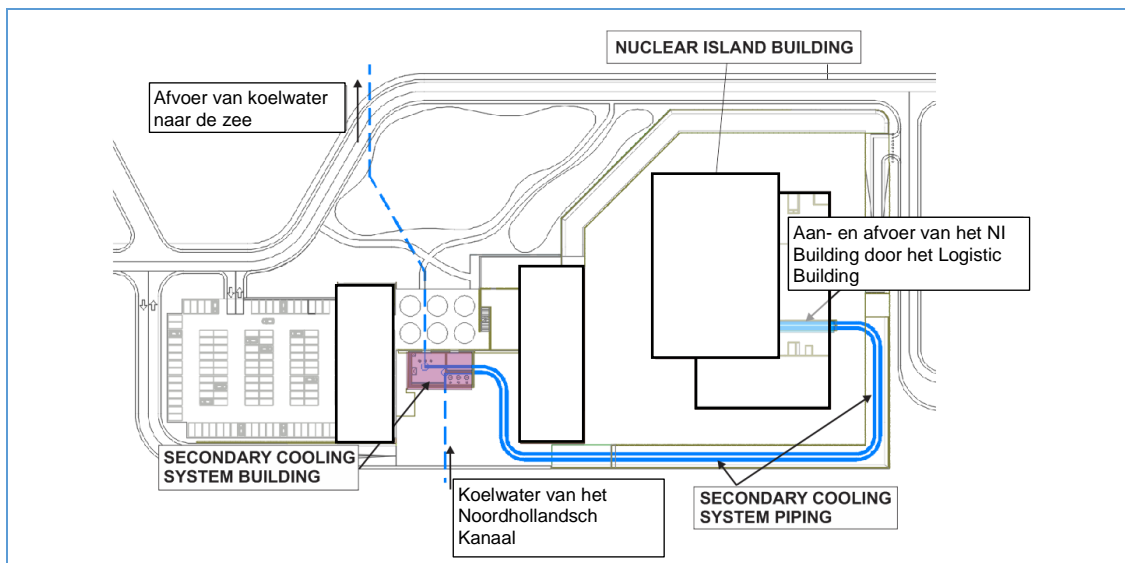 NUCLEAR ISLAND BUILDING
Afvoer van koelwater
naar de zee
Aan- en afvoer van het NI
Building door het Logistic
Building
SECONDARY COOLING
SYSTEM BUILDING
Koelwater van het
Noordhollandsch
Kanaal
SECONDARY COOLING
SYSTEM PIPING